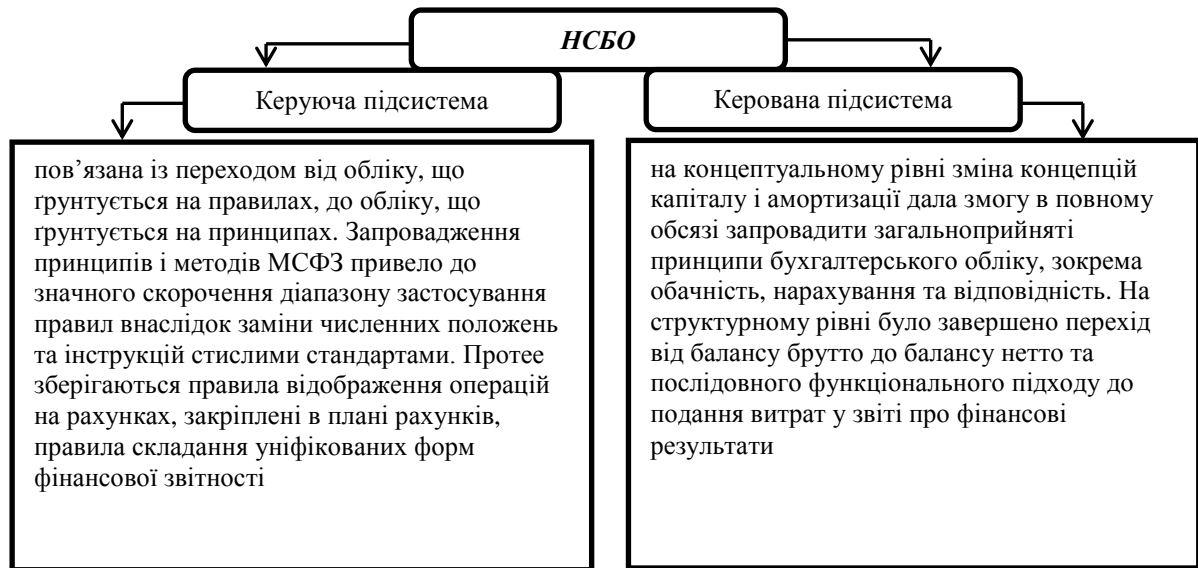 НСБО
Керуюча підсистема
Керована підсистема
пов’язана із переходом від обліку, що
ґрунтується на правилах, до обліку, що
ґрунтується на принципах. Запровадження
принципів і методів МСФЗ привело до
значного скорочення діапазону застосування
правил внаслідок заміни численних положень
та інструкцій стислими стандартами. Протее
зберігаються правила відображення операцій
на рахунках, закріплені в плані рахунків,
правила складання уніфікованих форм
фінансової звітності
на концептуальному рівні зміна концепцій
капіталу і амортизації дала змогу в повному
обсязі запровадити загальноприйняті
принципи бухгалтерського обліку, зокрема
обачність, нарахування та відповідність. На
структурному рівні було завершено перехід
від балансу брутто до балансу нетто та
послідовного функціонального підходу до
подання витрат у звіті про фінансові
результати